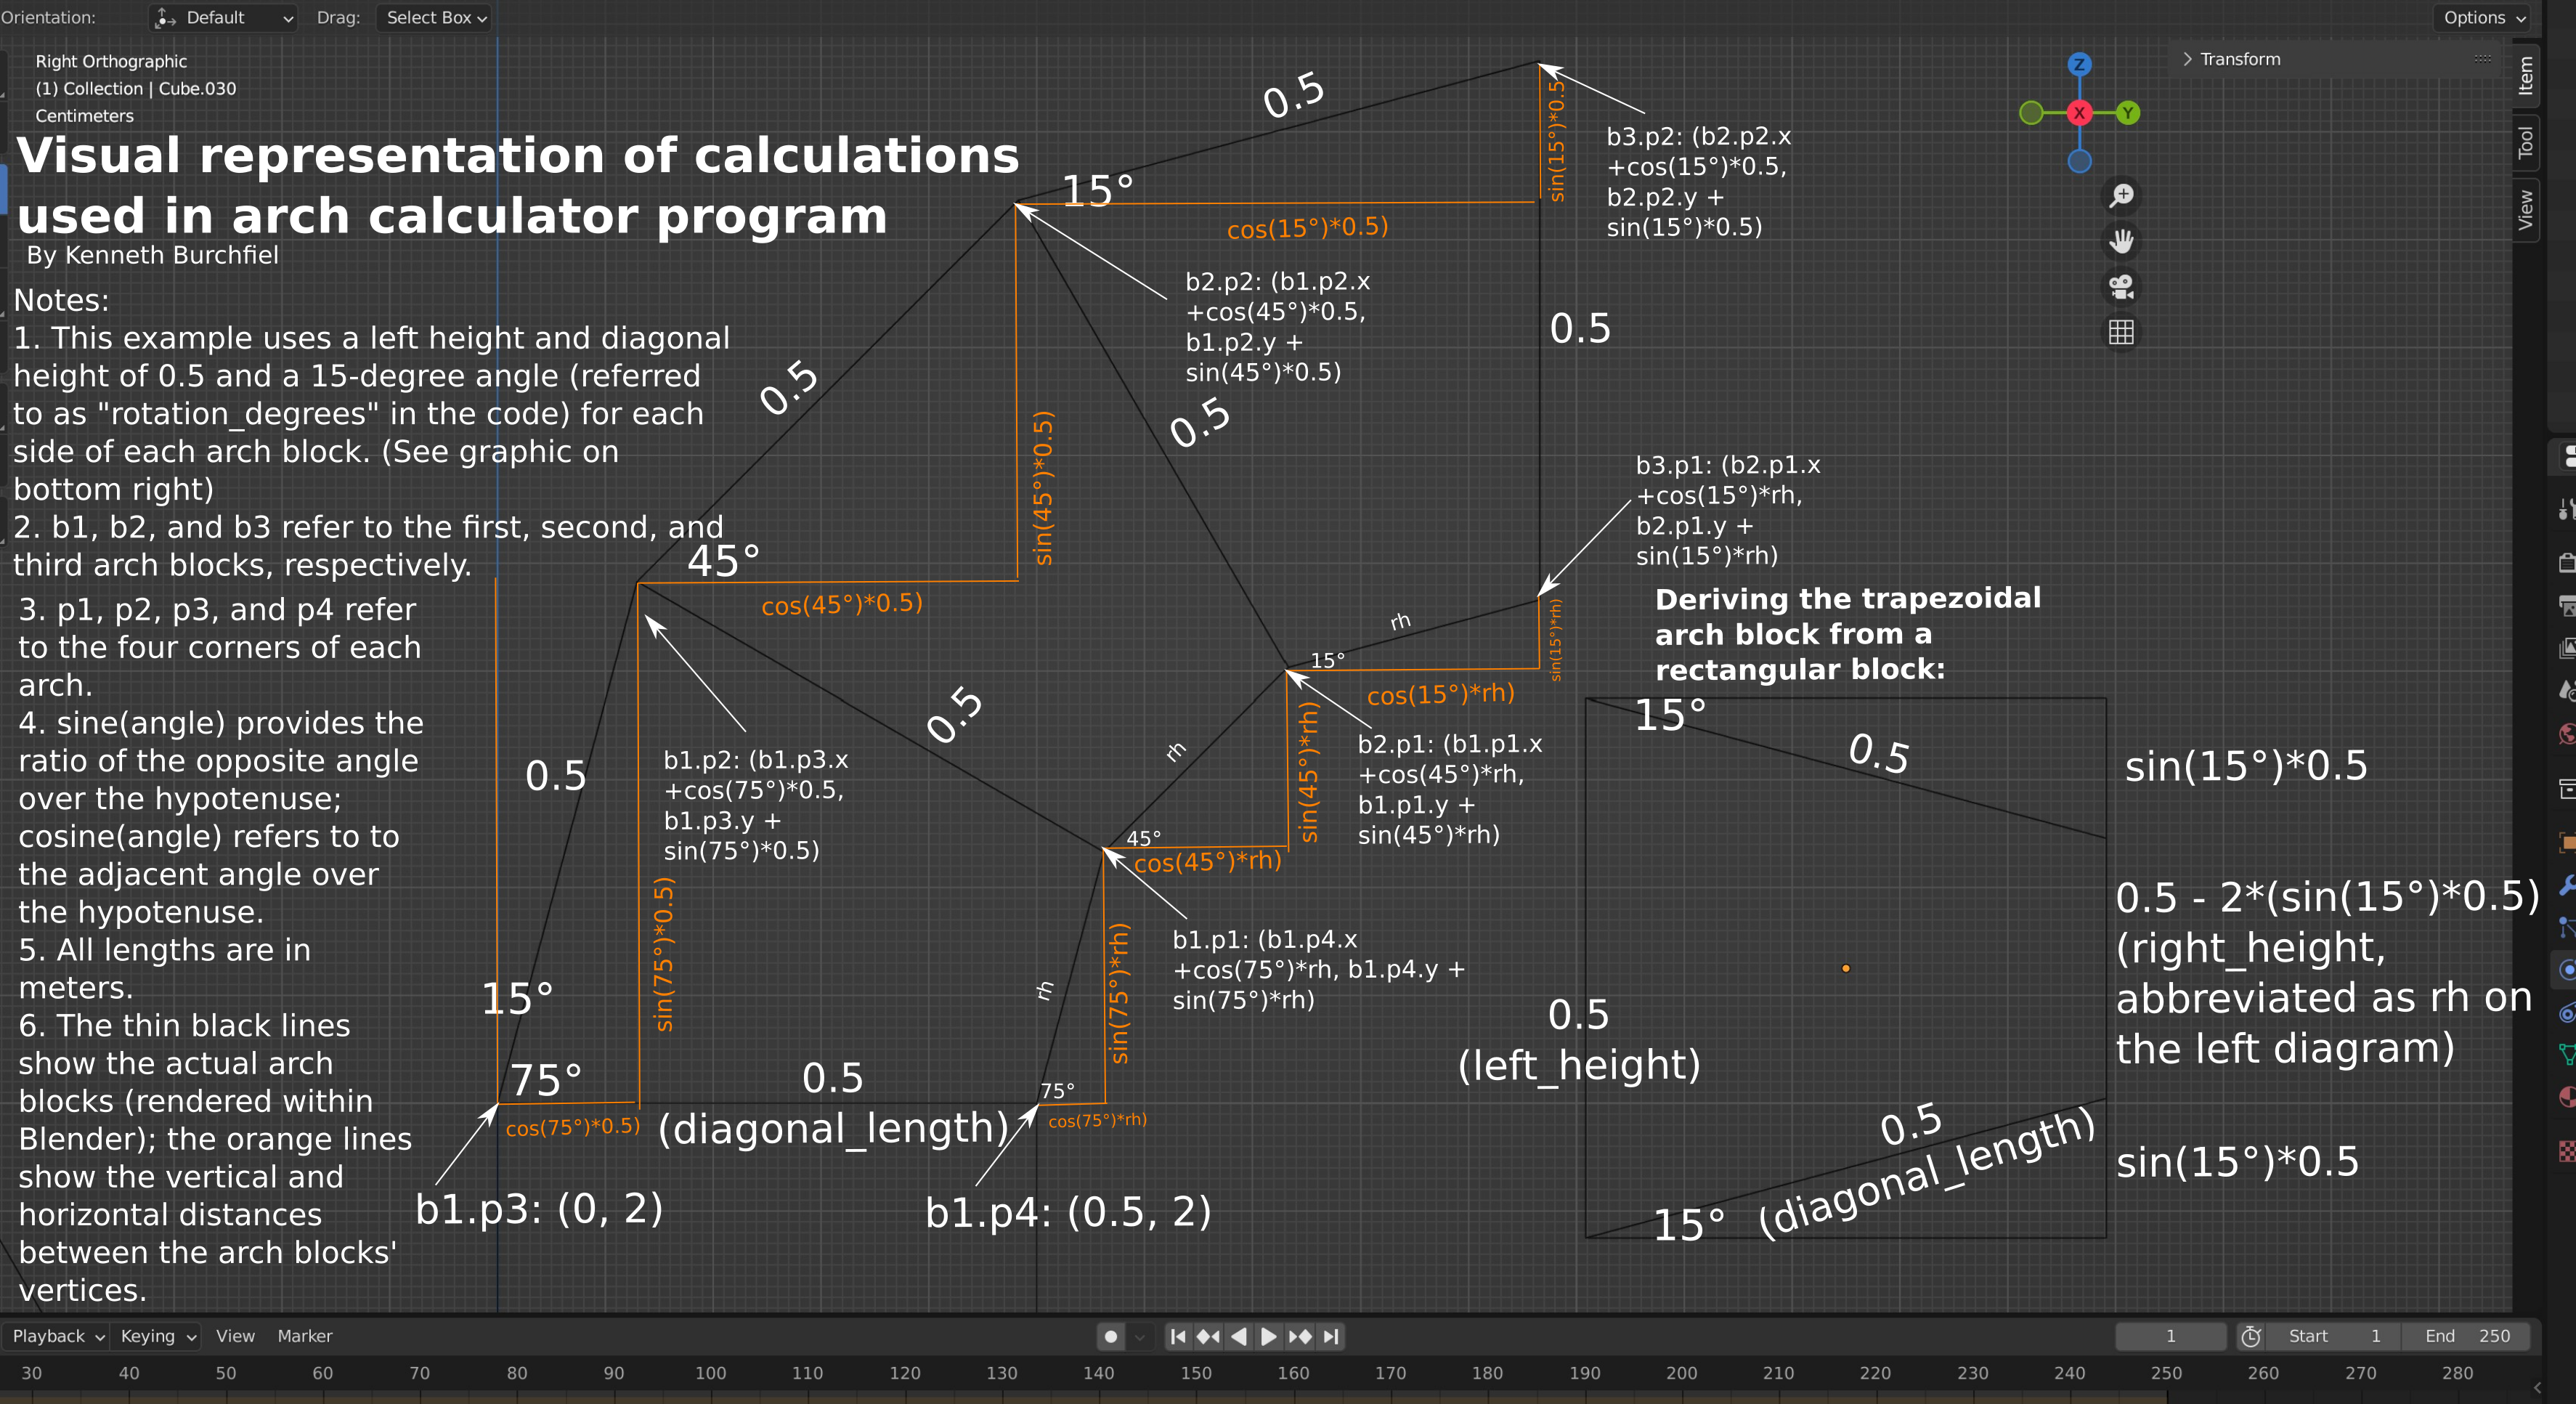 Orientation:
Default
Drag:
Select Box
Options
Right Orthographic
(1) Collection | Cube.030
Centimeters
Transform
Item
Tool
View
Z
X
Y
Visual representation of calculations
used in arch calculator program
By Kenneth Burchfiel
Notes:
1. This example uses a left height and diagonal
height of 0.5 and a 15-degree angle (referred
to as "rotation_degrees" in the code) for each
side of each arch block. (See graphic on
bottom right)
2. b1, b2, and b3 refer to the first, second, and
third arch blocks, respectively.
3. p1, p2, p3, and p4 refer
to the four corners of each
arch.
4. sine(angle) provides the
ratio of the opposite angle
over the hypotenuse;
cosine(angle) refers to to
the adjacent angle over
the hypotenuse.
5. All lengths are in
meters.
6. The thin black lines
show the actual arch
blocks (rendered within
Blender); the orange lines
show the vertical and
horizontal distances
between the arch blocks'
vertices.
0.5
15°
cos(15°)*0.5)
sin(15°)*0.5
b3.p2: (b2.p2.x
+cos(15°)*0.5,
b2.p2.y +
sin(15°)*0.5)
b2.p2: (b1.p2.x
+cos(45°)*0.5,
b1.p2.y +
sin(45°)*0.5)
0.5
0.5
0.5
sin(45°)*0.5)
45°
cos(45°)*0.5)
b3.p1: (b2.p1.x
+cos(15°)*rh,
b2.p1.y +
sin(15°)*rh)
rh
15°
sin(15°)*rh)
cos(15°)*rh)
b2.p1: (b1.p1.x
+cos(45°)*rh,
b1.p1.y +
sin(45°)*rh)
0.5
rh
sin(45°)*rh)
45°
cos(45°)*rh)
b1.p2: (b1.p3.x
+cos(75°)*0.5,
b1.p3.y +
sin(75°)*0.5)
0.5
sin(75°)*0.5)
b1.p1: (b1.p4.x
+cos(75°)*rh, b1.p4.y +
sin(75°)*rh)
rh
sin(75°)*rh)
15°
75°
cos(75°)*0.5)
0.5
(diagonal_length)
75°
cos(75°)*rh)
b1.p3: (0, 2)
b1.p4: (0.5, 2)
Deriving the trapezoidal
arch block from a
rectangular block:
15°
0.5
sin(15°)*0.5
0.5 - 2*(sin(15°)*0.5)
(right_height,
abbreviated as rh on
the left diagram)
0.5
(left_height)
0.5
(diagonal_length)
15°
sin(15°)*0.5
Playback
Keying
View
Marker
1
Start 1
End 250
30 40 50 60 70 80 90 100 110 120 130 140 150 160 170 180 190 200 210 220 230 240 250 260 270 280